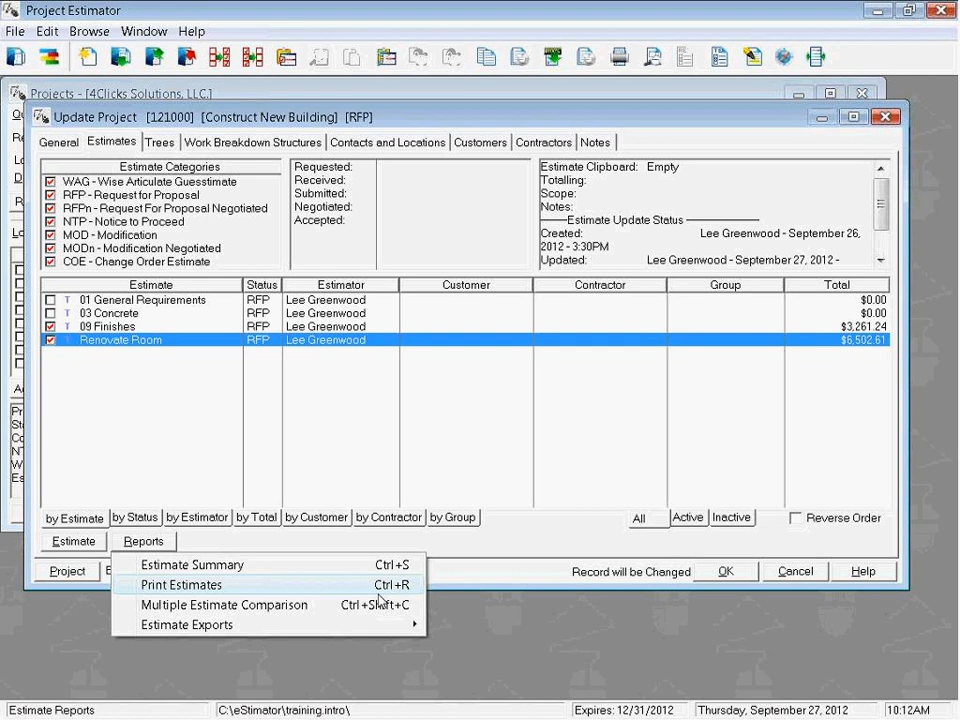 Project Estimator
File Edit Browse Window Help
Projects - [4Clicks Solutions, LLC.]
Update Project [121000] [Construct New Building] [RFP]
General Estimates Trees Work Breakdown Structures Contacts and Locations Customers Contractors Notes
Estimate Categories
WAG - Wise Articulate Guesstimate
RFP - Request for Proposal
RFPn - Request For Proposal Negotiated
NTP - Notice to Proceed
MOD - Modification
MODn - Modification Negotiated
COE - Change Order Estimate
Requested:
Received:
Submitted:
Negotiated:
Accepted:
Estimate Clipboard: Empty
Totalling:
Scope:
Notes:
Estimate Update Status
Created: Lee Greenwood - September 26,
2012 - 3:30PM
Updated: Lee Greenwood - September 27, 2012 -
Estimate Status Estimator Customer Contractor Group Total
T 01 General Requirements RFP Lee Greenwood $0.00
T 03 Concrete RFP Lee Greenwood $0.00
T 09 Finishes RFP Lee Greenwood $3,261.24
T Renovate Room RFP Lee Greenwood $6,502.61
by Estimate by Status by Estimator by Total by Customer by Contractor by Group All Active Inactive Reverse Order
Estimate Reports
Project Record will be Changed OK Cancel Help
Estimate Summary Ctrl+S
Print Estimates Ctrl+R
Multiple Estimate Comparison Ctrl+Shift+C
Estimate Exports
Estimate Reports C:\eStimator\training.intro\ Expires: 12/31/2012 Thursday, September 27, 2012 10:12AM